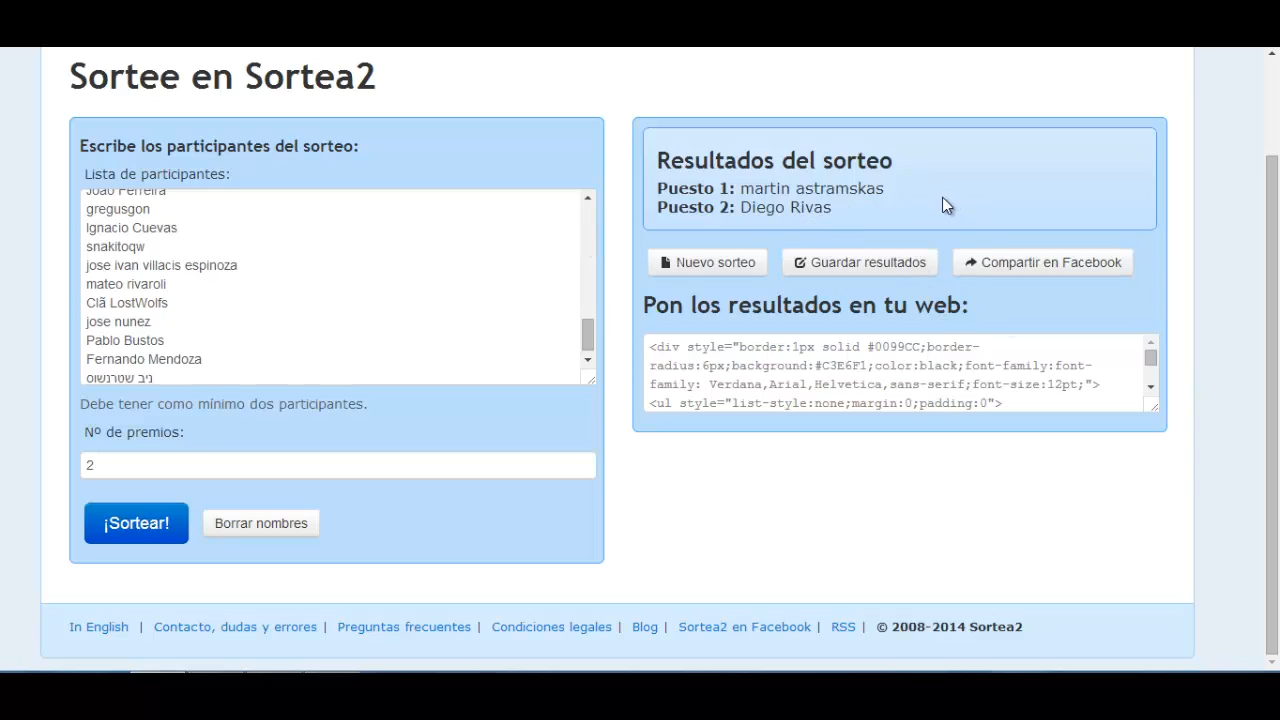 Sortee en Sortea2
Escribe los participantes del sorteo:
Lista de participantes:
João Ferreira
gregusgon
Ignacio Cuevas
snakitoqw
jose ivan villacis espinoza
mateo rivaroli
Clã LostWolfs
jose nunez
Pablo Bustos
Fernando Mendoza
ניב שטרנשוס
Debe tener como mínimo dos participantes.
Nº de premios:
2
¡Sortear!
Borrar nombres
Resultados del sorteo
Puesto 1: martin astramskas
Puesto 2: Diego Rivas
Nuevo sorteo
Guardar resultados
Compartir en Facebook
Pon los resultados en tu web:
<div style="border:1px solid #0099CC;border-
radius:6px;background:#C3E6F1;color:black;font-family:font-
family: Verdana,Arial,Helvetica,sans-serif;font-size:12pt;">
<ul style="list-style:none;margin:0;padding:0">
In English | Contacto, dudas y errores | Preguntas frecuentes | Condiciones legales | Blog | Sortea2 en Facebook | RSS | © 2008-2014 Sortea2